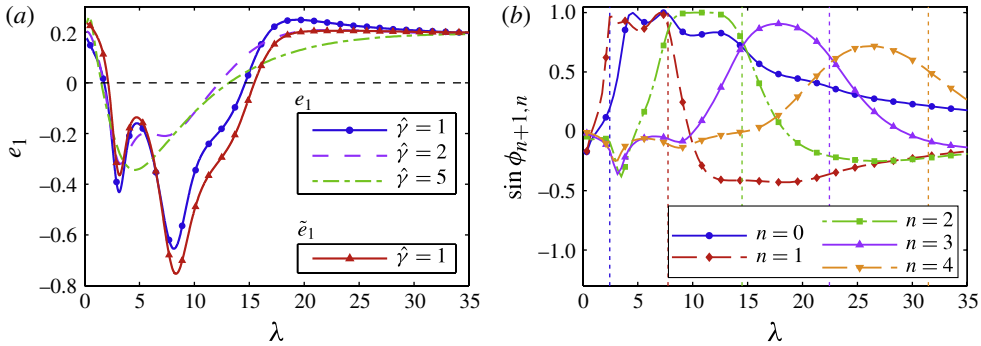 (a)
e₁
0.2
0
−0.2
−0.4
−0.6
−0.8
0 5 10 15 20 25 30 35
λ
e₁
γ̂ = 1
γ̂ = 2
γ̂ = 5
ẽ₁
γ̂ = 1
(b)
sin ϕₙ₊₁,ₙ
1.0
0.5
0
−0.5
−1.0
0 5 10 15 20 25 30 35
λ
n = 0
n = 1
n = 2
n = 3
n = 4